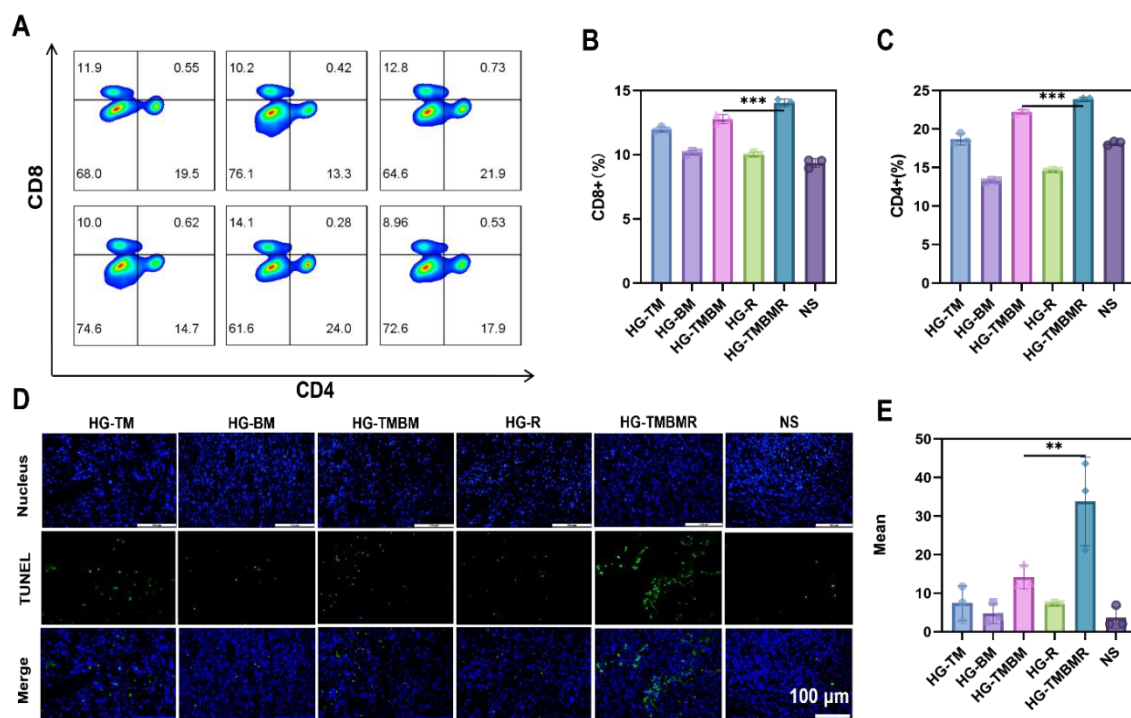 A
CD8
11.9 0.55
68.0 19.5
10.2 0.42
76.1 13.3
12.8 0.73
64.6 21.9
10.0 0.62
74.6 14.7
14.1 0.28
61.6 24.0
8.96 0.53
72.6 17.9
CD4
B
CD8+(%)
15
10
5
0
***
HG-TM
HG-BM
HG-TMBM
HG-R
HG-TMBMR
NS
C
CD4+(%)
25
20
15
10
5
0
***
HG-TM
HG-BM
HG-TMBM
HG-R
HG-TMBMR
NS
D
HG-TM HG-BM HG-TMBM HG-R HG-TMBMR NS
Nucleus
TUNEL
Merge
100 μm
E
Mean
50
40
30
20
10
0
**
HG-TM
HG-BM
HG-TMBM
HG-R
HG-TMBMR
NS